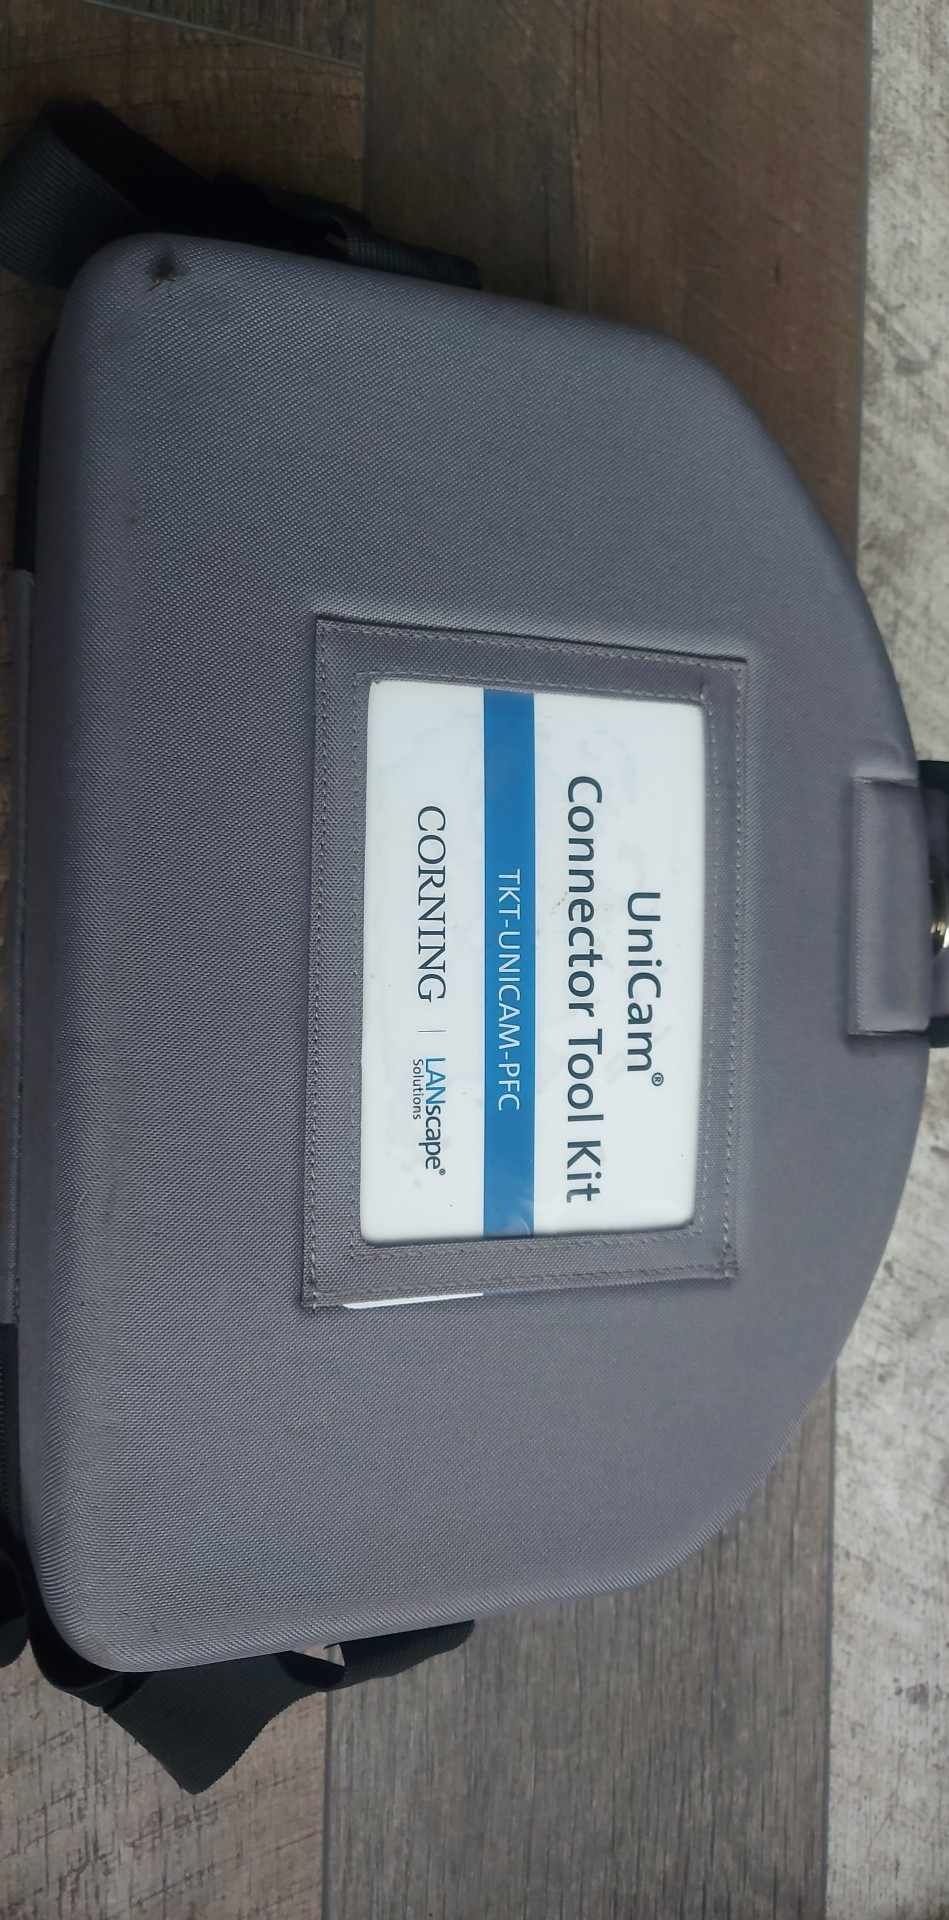 UniCam®
Connector Tool Kit
TKT-UNICAM-PFC
CORNING | LANscape®
Solutions